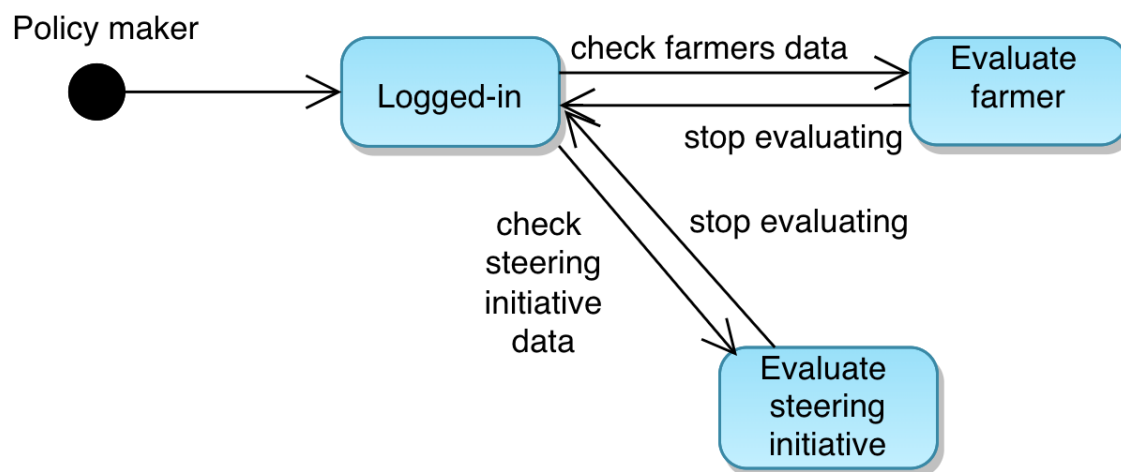 Policy maker
Logged-in
check farmers data
Evaluate
farmer
stop evaluating
check
steering
initiative
data
stop evaluating
Evaluate
steering
initiative